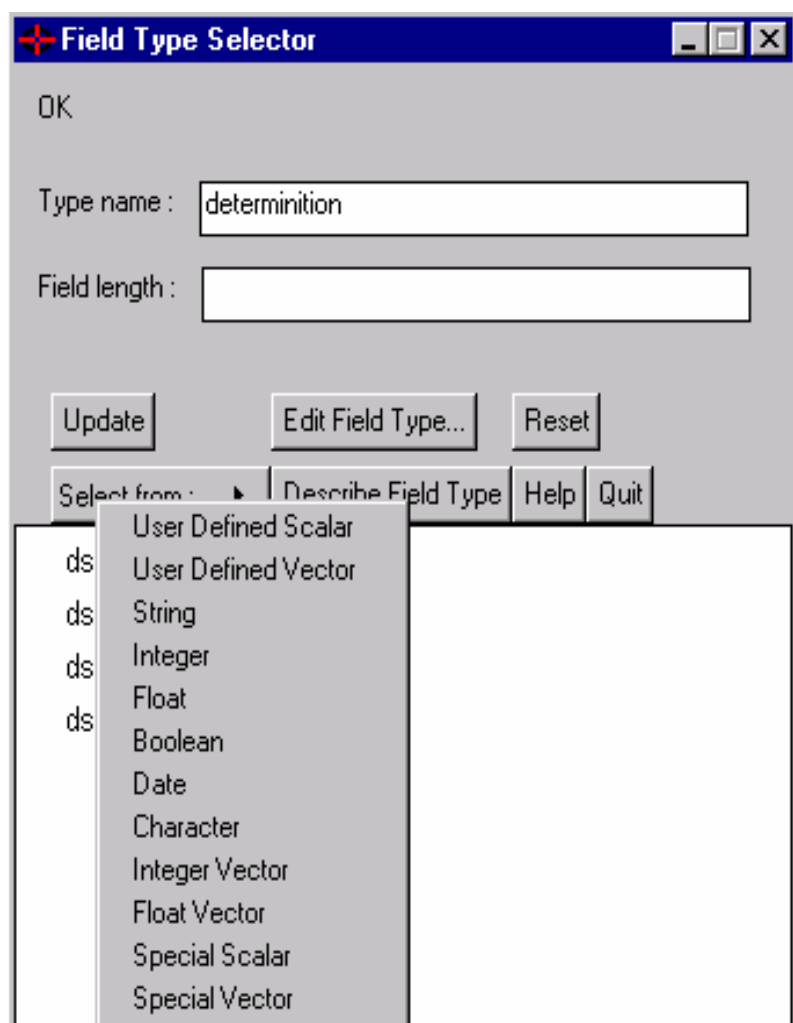 Field Type Selector
OK
Type name : determinition
Field length :
Update Edit Field Type... Reset
Select from : Describe Field Type Help Quit
User Defined Scalar
ds User Defined Vector
ds String
ds Integer
Float
ds Boolean
Date
Character
Integer Vector
Float Vector
Special Scalar
Special Vector